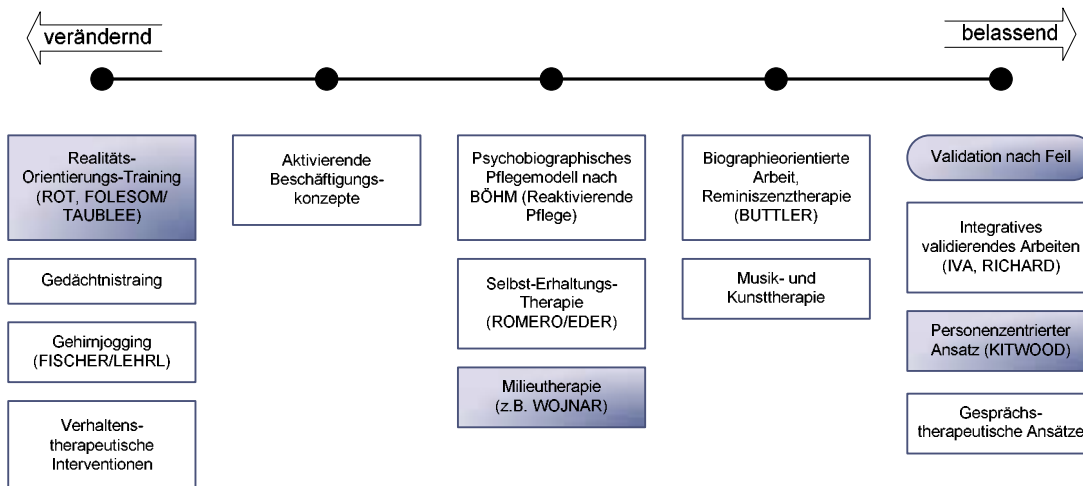 verändernd
belassend
Realitäts-
Orientierungs-Training
(ROT, FOLESOM/
TAUBLEE)
Gedächtnistraing
Gehirnjogging
(FISCHER/LEHRL)
Verhaltens-
therapeutische
Interventionen
Aktivierende
Beschäftigungs-
konzepte
Psychobiographisches
Pflegemodell nach
BÖHM (Reaktivierende
Pflege)
Selbst-Erhaltungs-
Therapie
(ROMERO/EDER)
Milieutherapie
(z.B. WOJNAR)
Biographieorientierte
Arbeit,
Reminiszenztherapie
(BUTTLER)
Musik- und
Kunsttherapie
Validation nach Feil
Integratives
validierendes Arbeiten
(IVA, RICHARD)
Personenzentrierter
Ansatz (KITWOOD)
Gesprächs-
therapeutische Ansätze